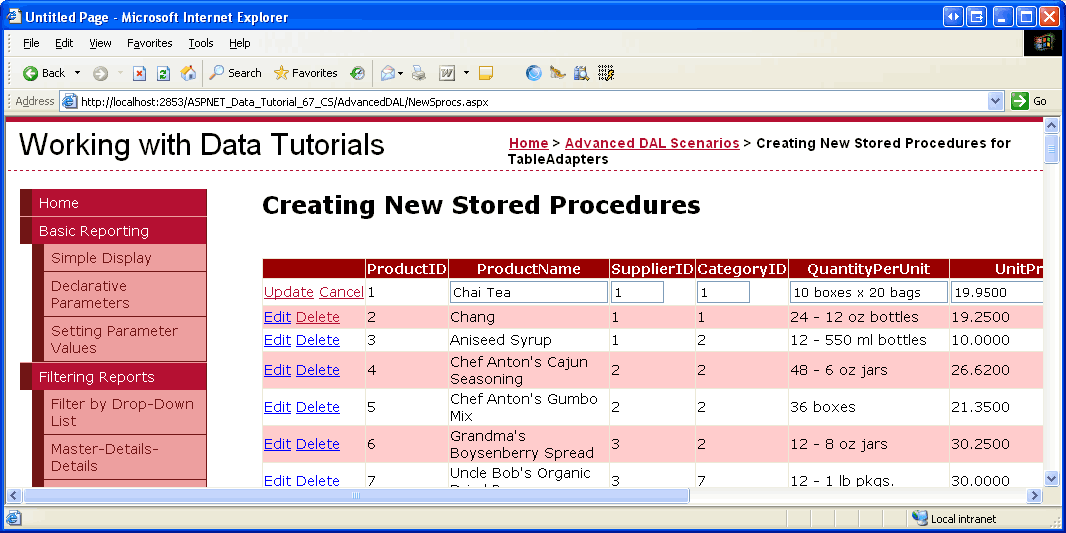 Untitled Page - Microsoft Internet Explorer
File Edit View Favorites Tools Help
Back Search Favorites
Address http://localhost:2853/ASPNET_Data_Tutorial_67_CS/AdvancedDAL/NewSprocs.aspx Go
Working with Data Tutorials
Home > Advanced DAL Scenarios > Creating New Stored Procedures for
TableAdapters
Home
Basic Reporting
Simple Display
Declarative
Parameters
Setting Parameter
Values
Filtering Reports
Filter by Drop-Down
List
Master-Details-
Details
Creating New Stored Procedures
ProductID ProductName SupplierID CategoryID QuantityPerUnit UnitPr
Update Cancel 1 Chai Tea 1 1 10 boxes x 20 bags 19.9500
Edit Delete 2 Chang 1 1 24 - 12 oz bottles 19.2500
Edit Delete 3 Aniseed Syrup 1 2 12 - 550 ml bottles 10.0000
Edit Delete 4 Chef Anton's Cajun
Seasoning 2 2 48 - 6 oz jars 26.6200
Edit Delete 5 Chef Anton's Gumbo
Mix 2 2 36 boxes 21.3500
Edit Delete 6 Grandma's
Boysenberry Spread 3 2 12 - 8 oz jars 30.2500
Edit Delete 7 Uncle Bob's Organic
3 7 12 - 1 lb pkgs. 30.0000
Local intranet